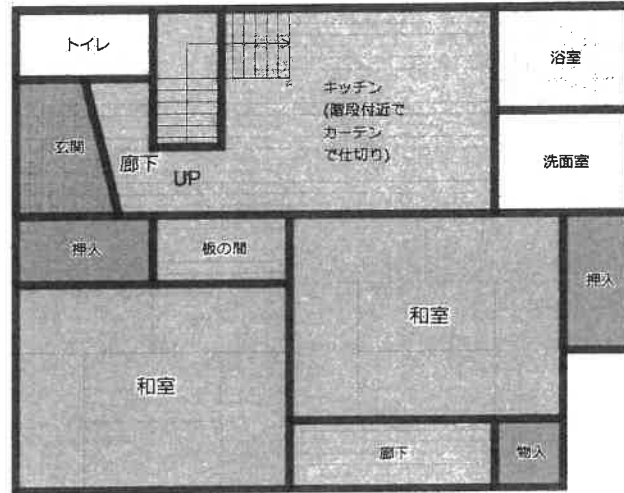 トイレ
浴室
キッチン
(階段付近で
カーテン
で仕切り)
玄関
廊下
UP
洗面室
押入
板の間
押入
和室
和室
廊下
物入